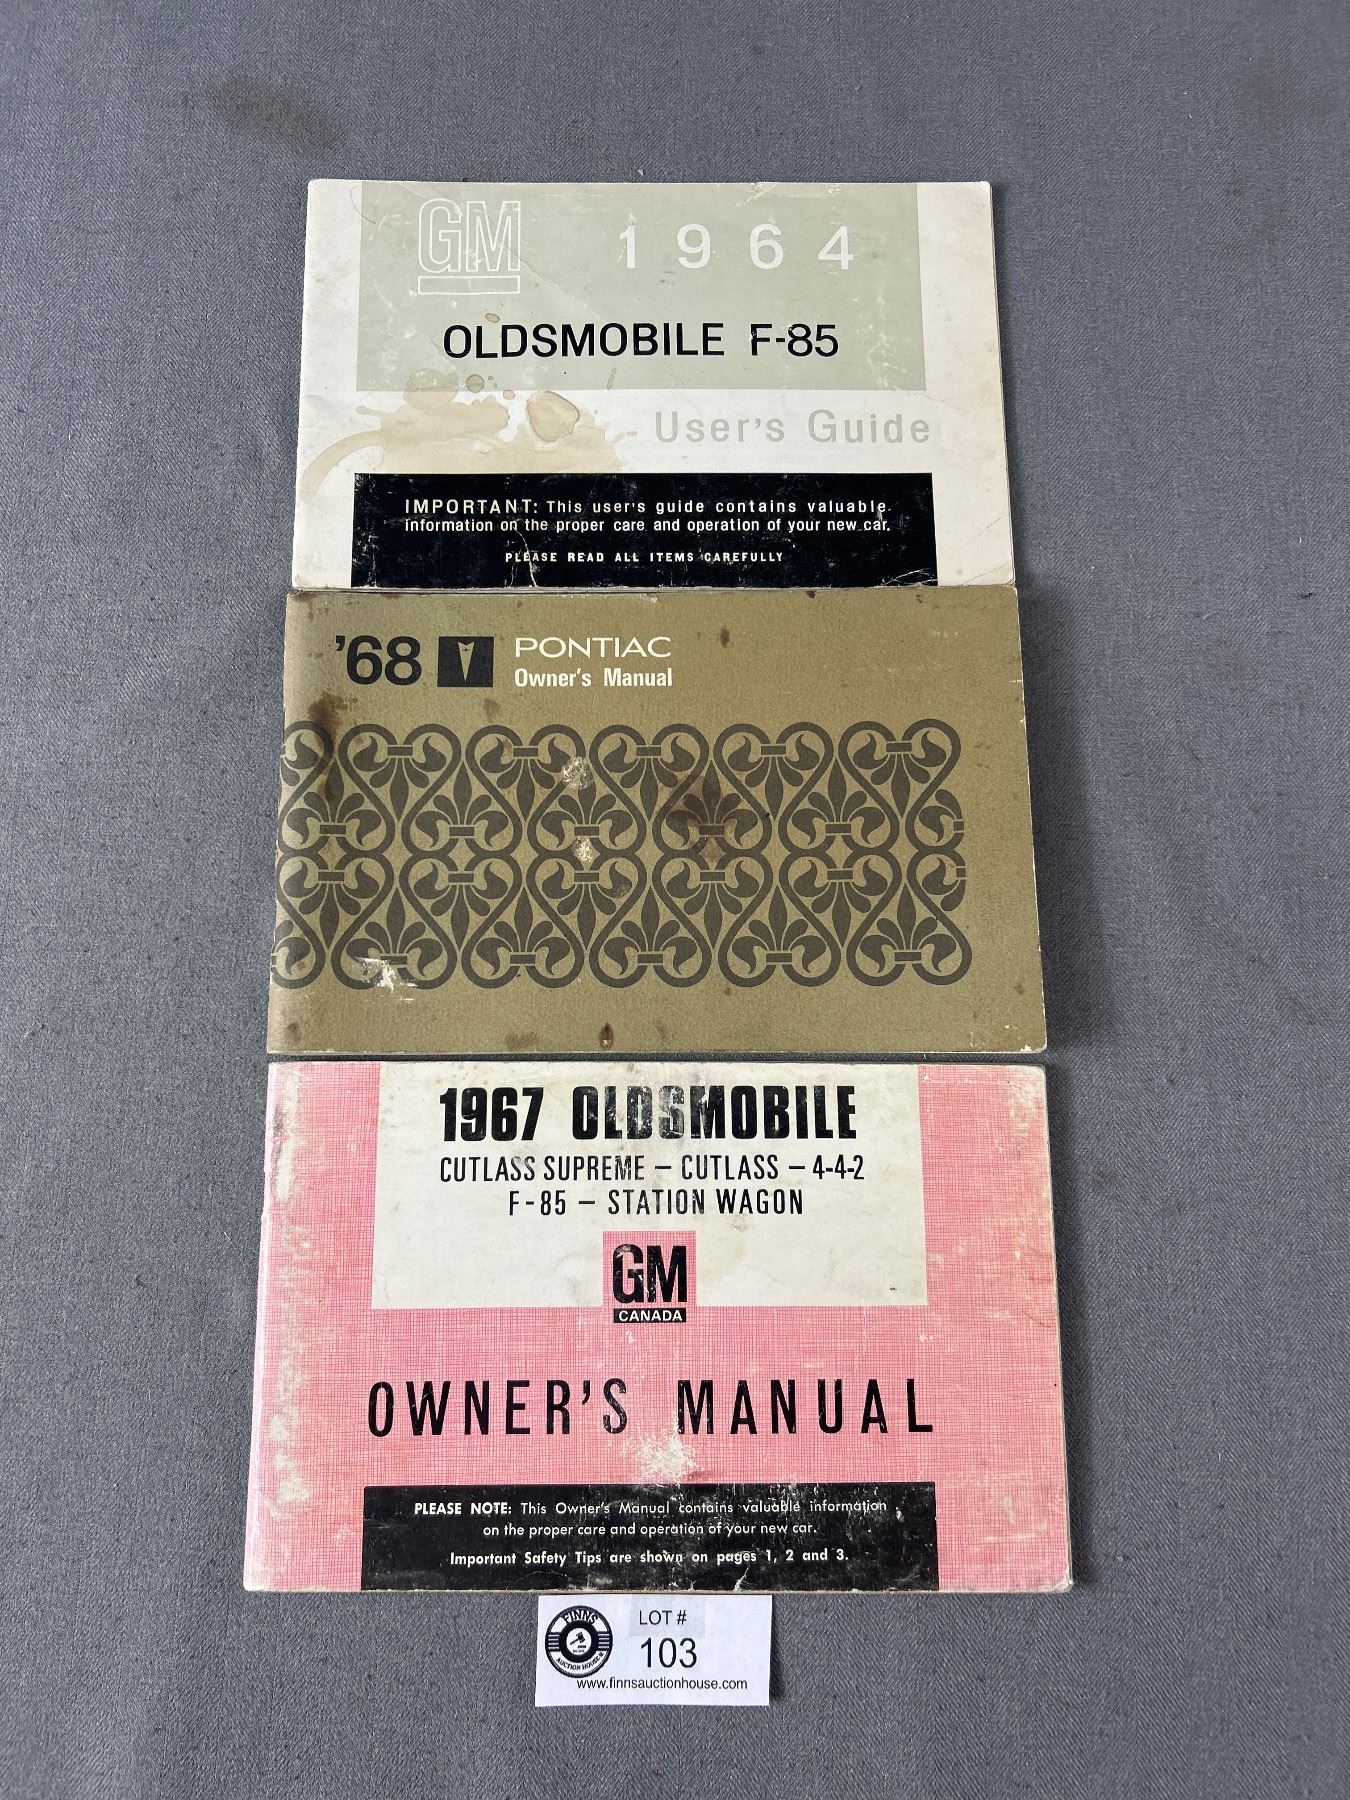 GM 1964
OLDSMOBILE F-85
User's Guide
IMPORTANT: This user's guide contains valuable
information on the proper care and operation of your new car.
PLEASE READ ALL ITEMS CAREFULLY
'68 PONTIAC
Owner's Manual
1967 OLDSMOBILE
CUTLASS SUPREME – CUTLASS – 4-4-2
F-85 – STATION WAGON
GM
CANADA
OWNER'S MANUAL
PLEASE NOTE: This Owner's Manual contains valuable information
on the proper care and operation of your new car.
Important Safety Tips are shown on pages 1, 2 and 3.
FINNS
AUCTION HOUSE
LOT #
103
www.finnsauctionhouse.com